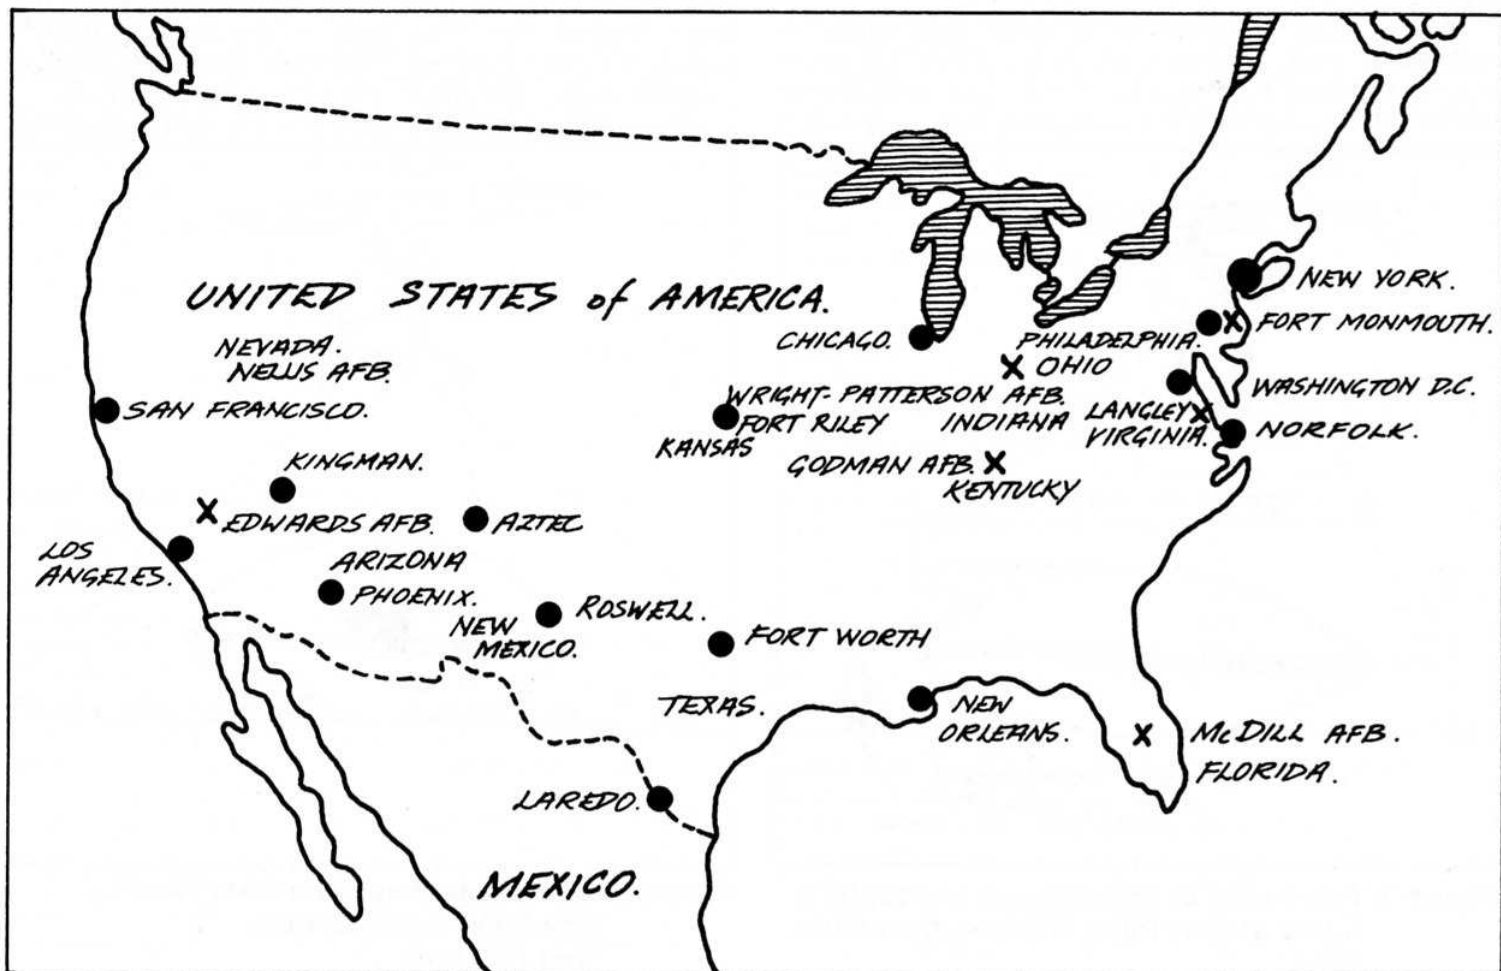 UNITED STATES of AMERICA.
NEW YORK.
CHICAGO.
PHILADELPHIA.
FORT MONMOUTH.
NEVADA.
NELLIS AFB.
OHIO
WRIGHT-PATTERSON AFB.
WASHINGTON D.C.
SAN FRANCISCO.
FORT RILEY
KANSAS
INDIANA
LANGLEY
VIRGINIA.
NORFOLK.
KINGMAN.
GODMAN AFB.
KENTUCKY
EDWARDS AFB.
AZTEC
LOS
ANGELES.
ARIZONA
PHOENIX.
NEW
MEXICO.
ROSWELL.
FORT WORTH
TEXAS.
NEW
ORLEANS.
McDILL AFB.
FLORIDA.
LAREDO.
MEXICO.